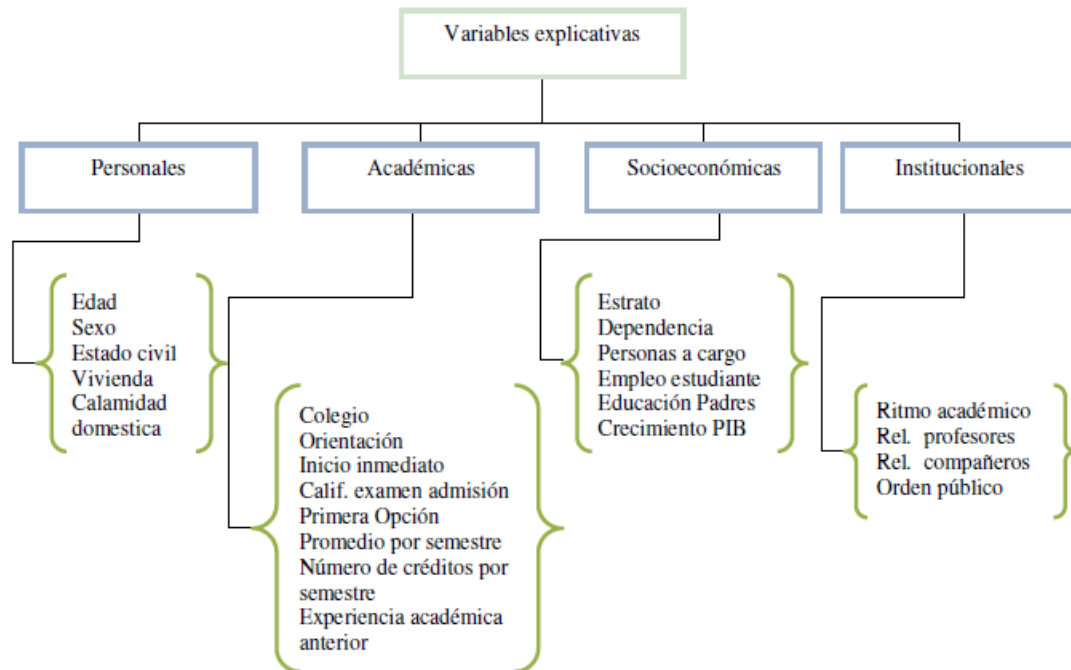 Variables explicativas
Personales
Académicas
Socioeconómicas
Institucionales
Edad
Sexo
Estado civil
Vivienda
Calamidad
domestica
Colegio
Orientación
Inicio inmediato
Calif. examen admisión
Primera Opción
Promedio por semestre
Número de créditos por
semestre
Experiencia académica
anterior
Estrato
Dependencia
Personas a cargo
Empleo estudiante
Educación Padres
Crecimiento PIB
Ritmo académico
Rel. profesores
Rel. compañeros
Orden público